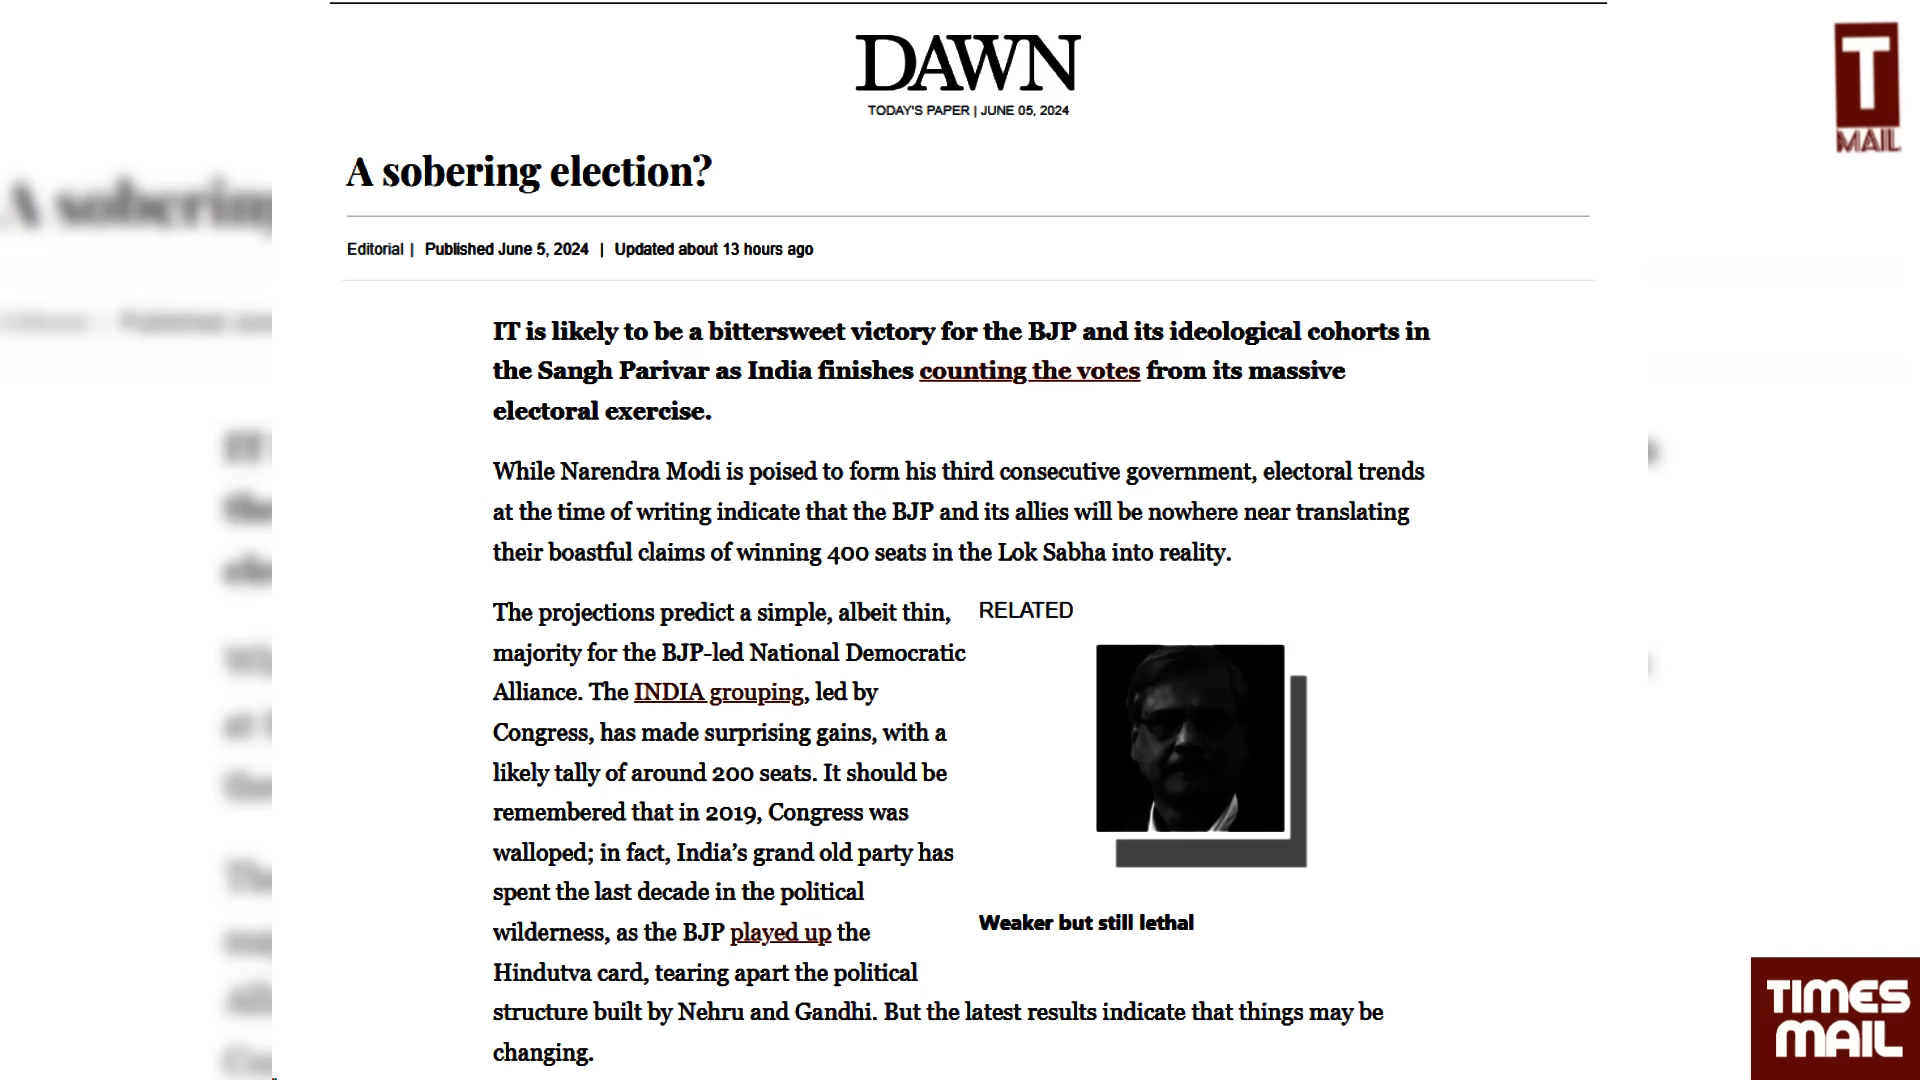 DAWN
TODAY'S PAPER | JUNE 05, 2024
T
MAIL
A sobering election?
Editorial | Published June 5, 2024 | Updated about 13 hours ago
IT is likely to be a bittersweet victory for the BJP and its ideological cohorts in
the Sangh Parivar as India finishes counting the votes from its massive
electoral exercise.
While Narendra Modi is poised to form his third consecutive government, electoral trends
at the time of writing indicate that the BJP and its allies will be nowhere near translating
their boastful claims of winning 400 seats in the Lok Sabha into reality.
The projections predict a simple, albeit thin,
majority for the BJP-led National Democratic
Alliance. The INDIA grouping, led by
Congress, has made surprising gains, with a
likely tally of around 200 seats. It should be
remembered that in 2019, Congress was
walloped; in fact, India’s grand old party has
spent the last decade in the political
wilderness, as the BJP played up the
Hindutva card, tearing apart the political
structure built by Nehru and Gandhi. But the latest results indicate that things may be
changing.
RELATED
Weaker but still lethal
TIMES
MAIL